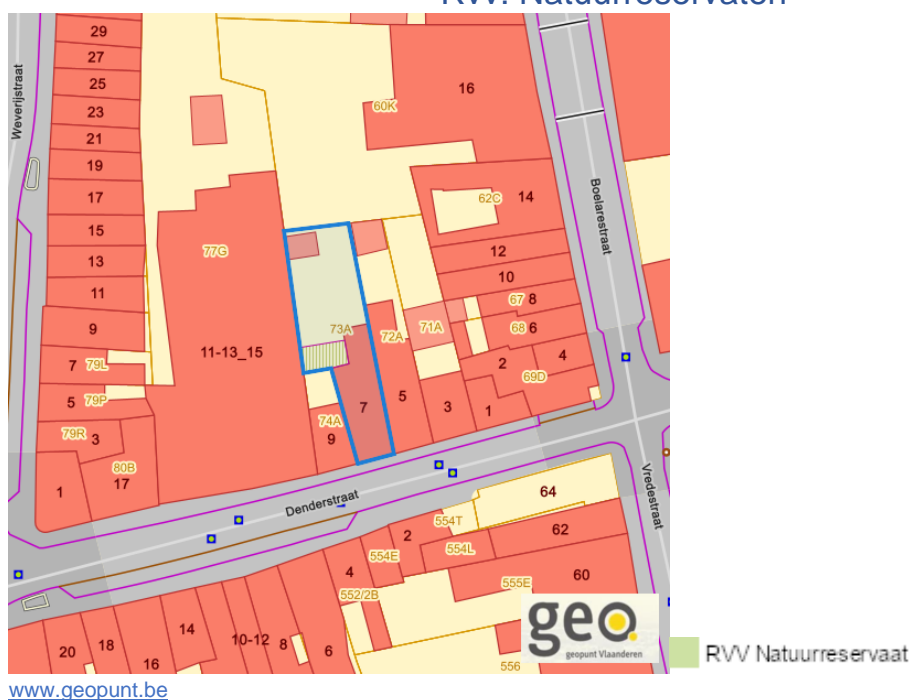 RVV: Natuurreservaten
29
27
25
23
21
19
17
15
13
11
9
7 79L
5 79P
79R 3
80B
1 17
Weverijstraat
60K
16
77G
62C 14
12
10
67 8
68 6
2 4
69D
Boelarestraat
73A
72A
71A
11-13_15
74A
9
7
5
3
1
Denderstraat
Vredestraat
64
554T
2
62
554E
554L
4
555E
60
552/2B
14
10-12
8
6
18
20
16
556
geo
geopunt Vlaanderen
RVV Natuurreservaat
www.geopunt.be